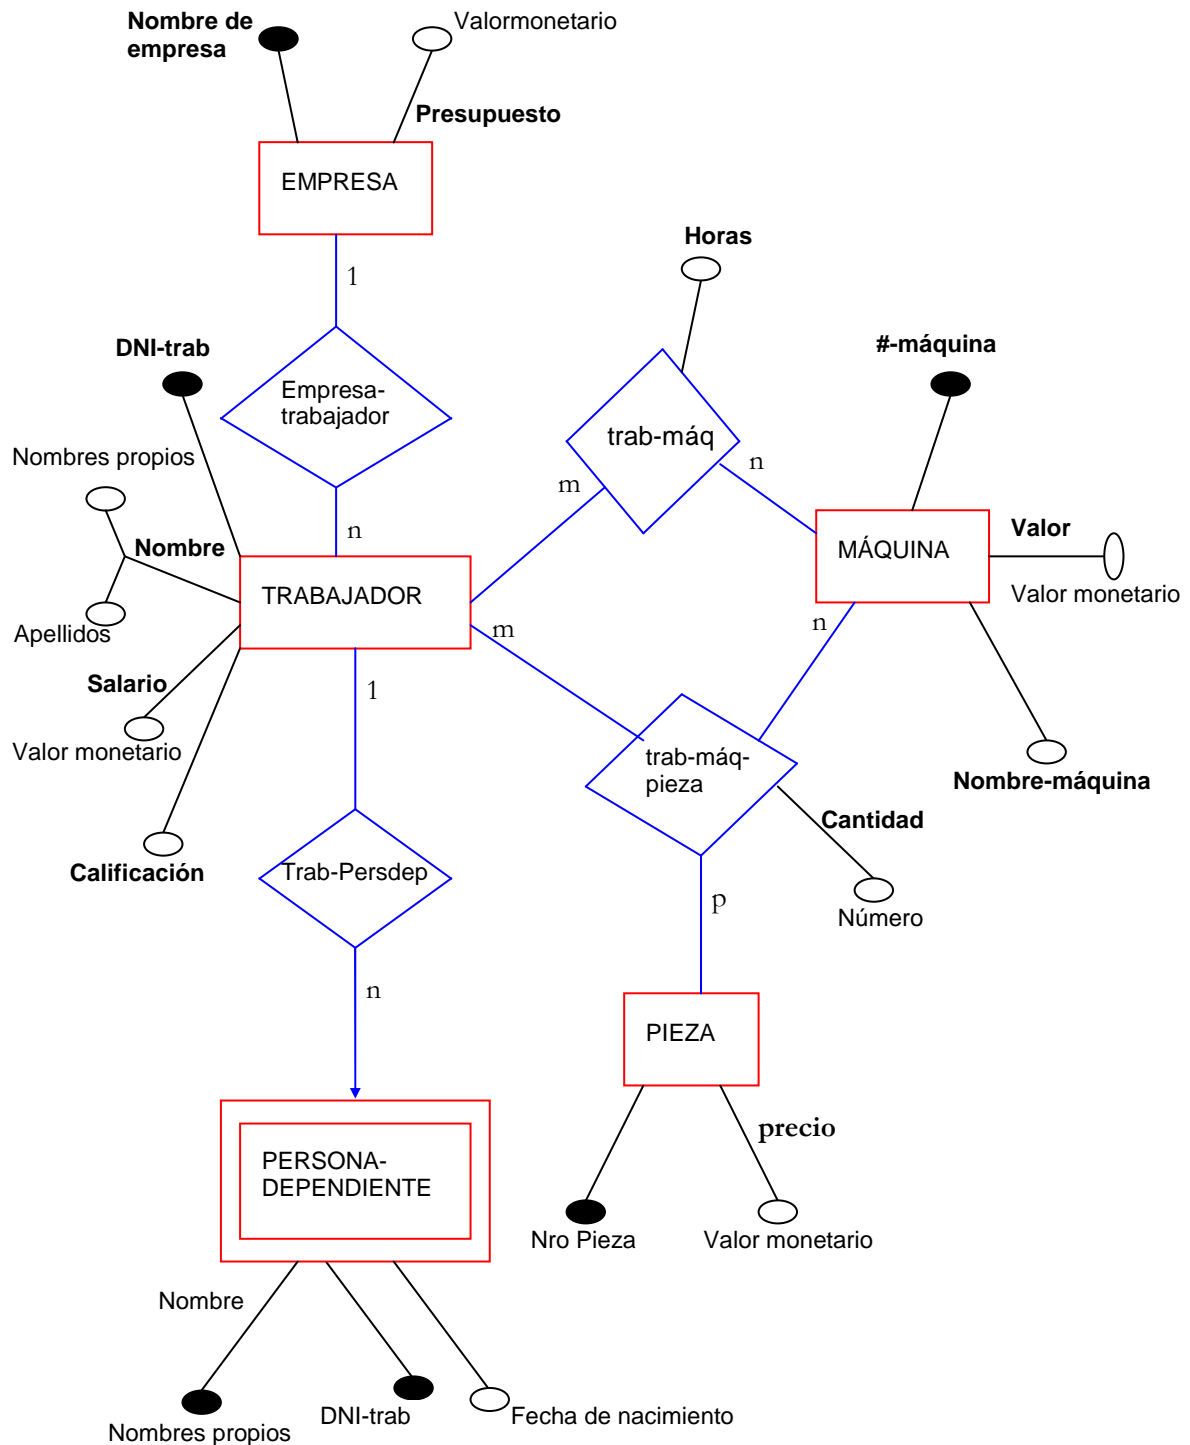 Nombre de
empresa
Valormonetario
Presupuesto
EMPRESA
1
Horas
DNI-trab
#-máquina
Empresa-
trabajador
trab-máq
Nombres propios
m
n
n
Nombre
MÁQUINA
Valor
TRABAJADOR
Valor monetario
Apellidos
m
n
Salario
1
Valor monetario
trab-máq-
pieza
Nombre-máquina
Cantidad
Calificación
Trab-Persdep
p
Número
n
PIEZA
precio
PERSONA-
DEPENDIENTE
Nro Pieza
Valor monetario
Nombre
DNI-trab
Fecha de nacimiento
Nombres propios